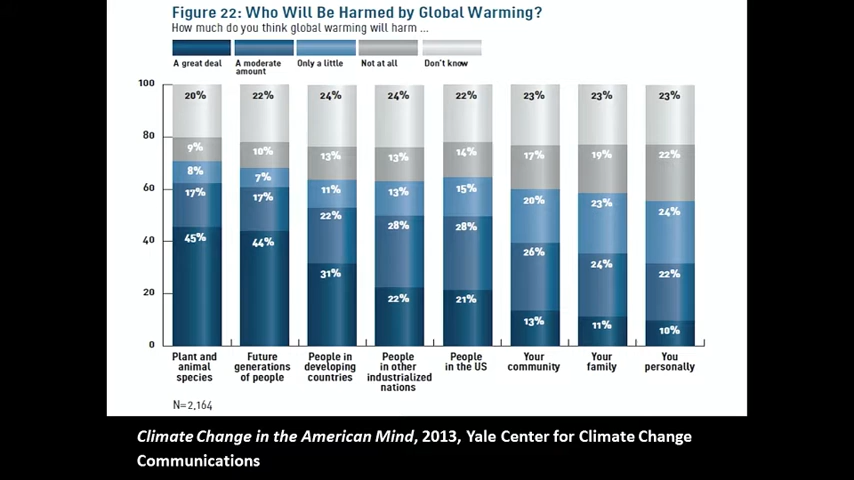 Figure 22: Who Will Be Harmed by Global Warming?
How much do you think global warming will harm ...
A great deal
A moderate
amount
Only a little
Not at all
Don't know
100
80
60
40
20
0
20%
9%
8%
17%
45%
22%
10%
7%
17%
44%
24%
13%
11%
22%
31%
24%
13%
13%
28%
22%
22%
14%
15%
28%
21%
23%
17%
20%
26%
13%
23%
19%
23%
24%
11%
23%
22%
24%
22%
10%
Plant and
animal
species
Future
generations
of people
People in
developing
countries
People
in other
industrialized
nations
People
in the US
Your
community
Your
family
You
personally
N=2,164
Climate Change in the American Mind, 2013, Yale Center for Climate Change
Communications